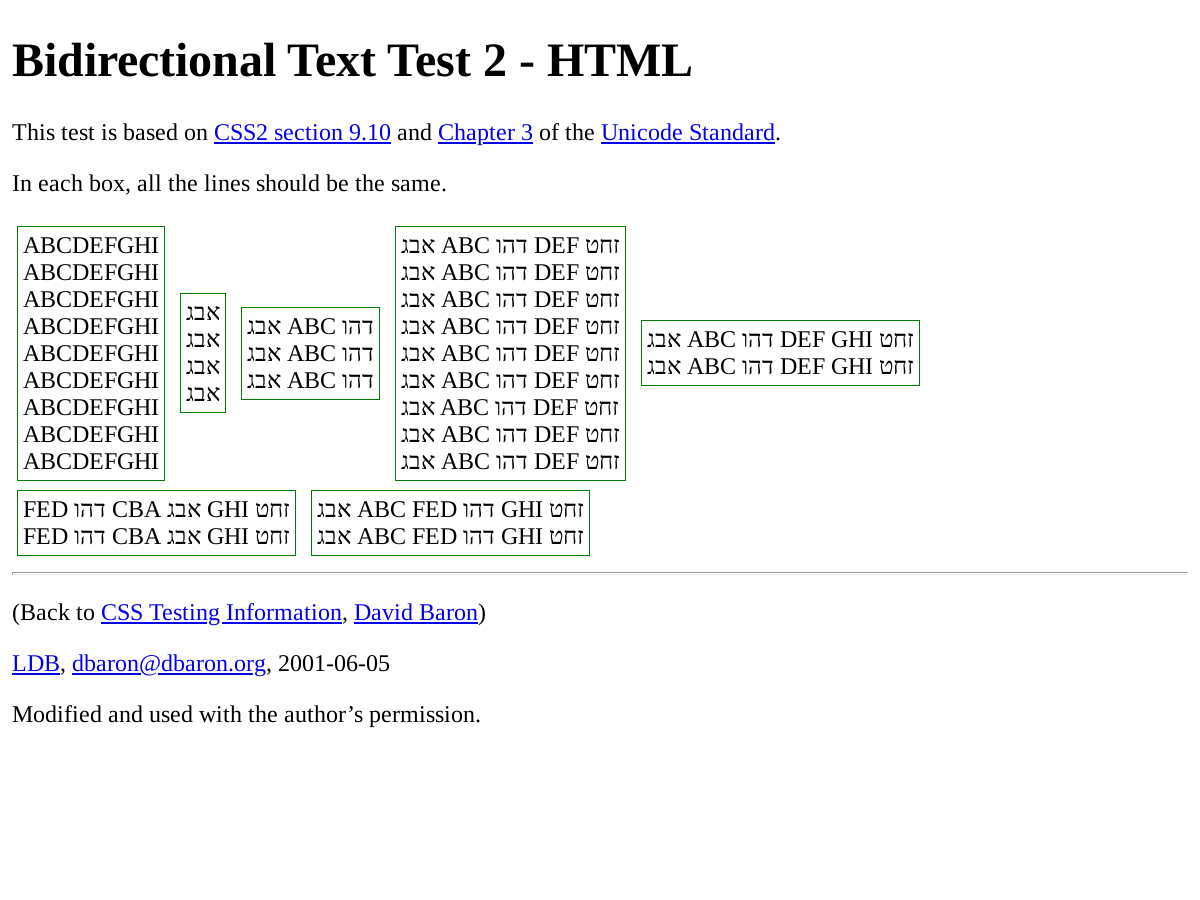 Bidirectional Text Test 2 - HTML
This test is based on CSS2 section 9.10 and Chapter 3 of the Unicode Standard.
In each box, all the lines should be the same.
ABCDEFGHI
ABCDEFGHI
ABCDEFGHI
ABCDEFGHI
ABCDEFGHI
ABCDEFGHI
ABCDEFGHI
ABCDEFGHI
ABCDEFGHI
אבג
אבג
אבג
אבג
אבג ABC דהו
אבג ABC דהו
אבג ABC דהו
אבג ABC דהו DEF זחט
אבג ABC דהו DEF זחט
אבג ABC דהו DEF זחט
אבג ABC דהו DEF זחט
אבג ABC דהו DEF זחט
אבג ABC דהו DEF זחט
אבג ABC דהו DEF זחט
אבג ABC דהו DEF זחט
אבג ABC דהו DEF זחט
אבג ABC דהו DEF GHI זחט
אבג ABC דהו DEF GHI זחט
FED דהו CBA אבג GHI זחט
FED דהו CBA אבג GHI זחט
אבג ABC FED דהו GHI זחט
אבג ABC FED דהו GHI זחט
(Back to CSS Testing Information, David Baron)
LDB, dbaron@dbaron.org, 2001-06-05
Modified and used with the author’s permission.